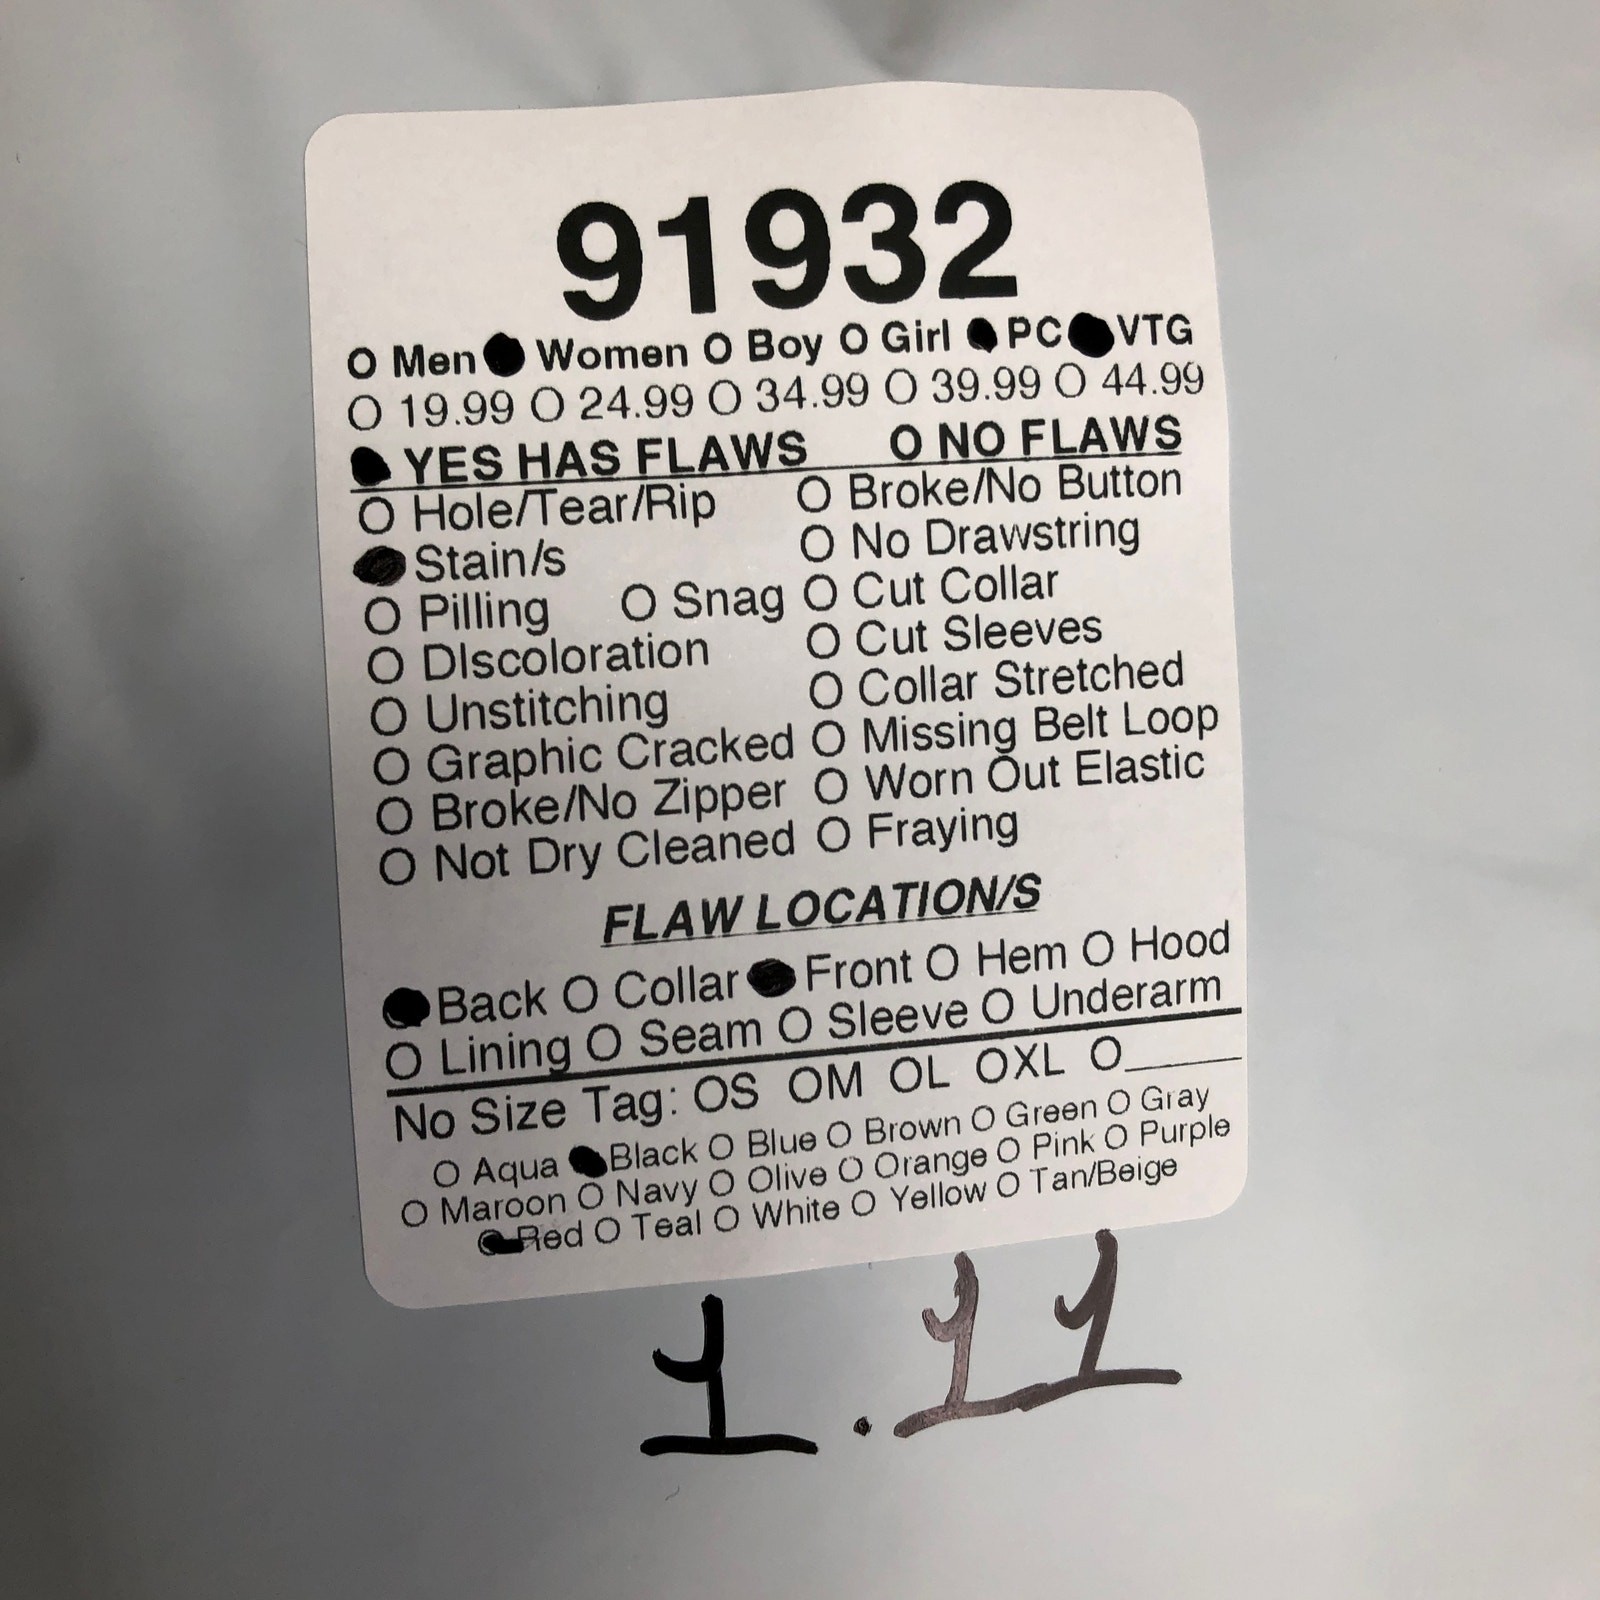 91932
O Men ● Women O Boy O Girl ● PC ● VTG
O 19.99 O 24.99 O 34.99 O 39.99 O 44.99
● YES HAS FLAWS O NO FLAWS
O Hole/Tear/Rip O Broke/No Button
● Stain/s O No Drawstring
O Pilling O Snag O Cut Collar
O DIscoloration O Cut Sleeves
O Unstitching O Collar Stretched
O Graphic Cracked O Missing Belt Loop
O Broke/No Zipper O Worn Out Elastic
O Not Dry Cleaned O Fraying
FLAW LOCATION/S
● Back O Collar ● Front O Hem O Hood
O Lining O Seam O Sleeve O Underarm
No Size Tag: OS OM OL OXL O_____
O Aqua ● Black O Blue O Brown O Green O Gray
O Maroon O Navy O Olive O Orange O Pink O Purple
● Red O Teal O White O Yellow O Tan/Beige
1.11